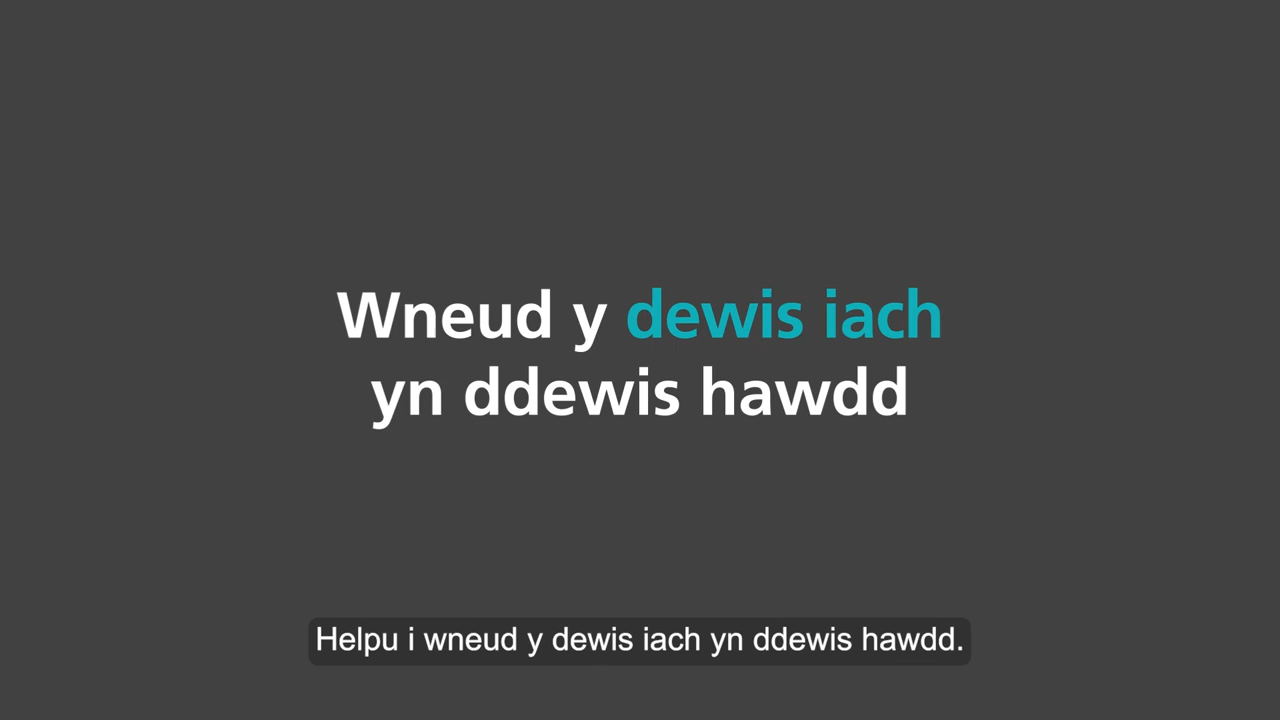 Wneud y dewis iach
yn ddewis hawdd
Helpu i wneud y dewis iach yn ddewis hawdd.